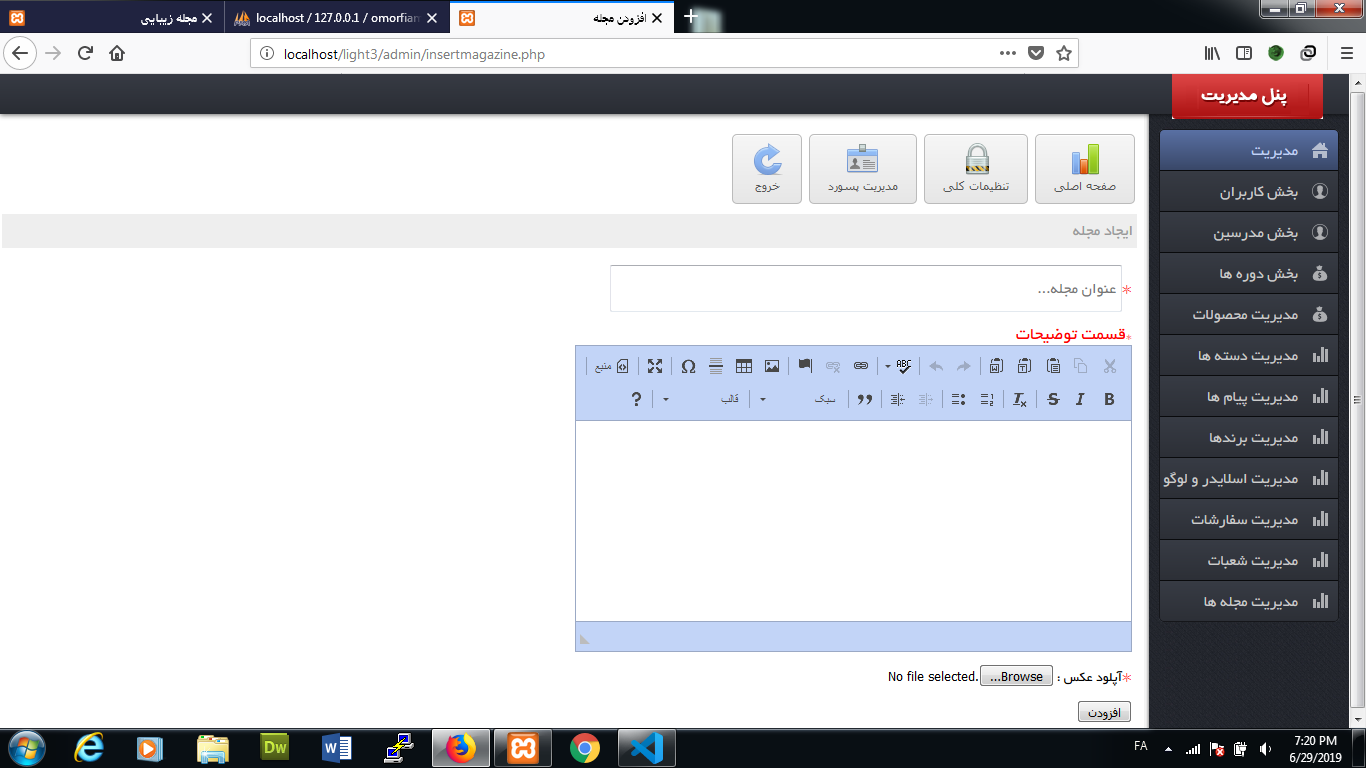 مجله زیبایی
localhost / 127.0.0.1 / omorfian
افزودن مجله
localhost/light3/admin/insertmagazine.php
پنل مدیریت
مدیریت
بخش کاربران
بخش مدرسین
بخش دوره ها
مدیریت محصولات
مدیریت دسته ها
مدیریت پیام ها
مدیریت برندها
مدیریت اسلایدر و لوگو
مدیریت سفارشات
مدیریت شعبات
مدیریت مجله ها
صفحه اصلی
تنظیمات کلی
مدیریت پسورد
خروج
ایجاد مجله
* عنوان مجله...
*قسمت توضیحات
ABC منبع
B I S Tx سبک قالب ?
*آپلود عکس : Browse... No file selected.
افزودن
Dw
FA
7:20 PM
6/29/2019